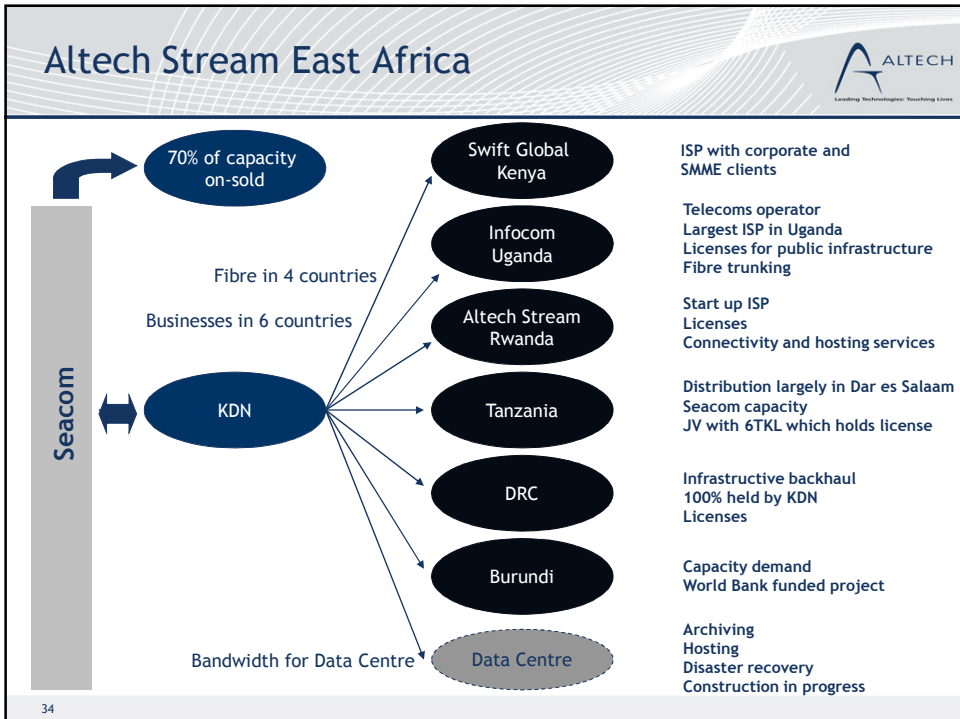 Altech Stream East Africa
ALTECH
Leading Technologies: Touching Lives
70% of capacity
on-sold
Seacom
KDN
Fibre in 4 countries
Businesses in 6 countries
Bandwidth for Data Centre
Swift Global
Kenya
ISP with corporate and
SMME clients
Infocom
Uganda
Telecoms operator
Largest ISP in Uganda
Licenses for public infrastructure
Fibre trunking
Altech Stream
Rwanda
Start up ISP
Licenses
Connectivity and hosting services
Tanzania
Distribution largely in Dar es Salaam
Seacom capacity
JV with 6TKL which holds license
DRC
Infrastructive backhaul
100% held by KDN
Licenses
Burundi
Capacity demand
World Bank funded project
Data Centre
Archiving
Hosting
Disaster recovery
Construction in progress
34